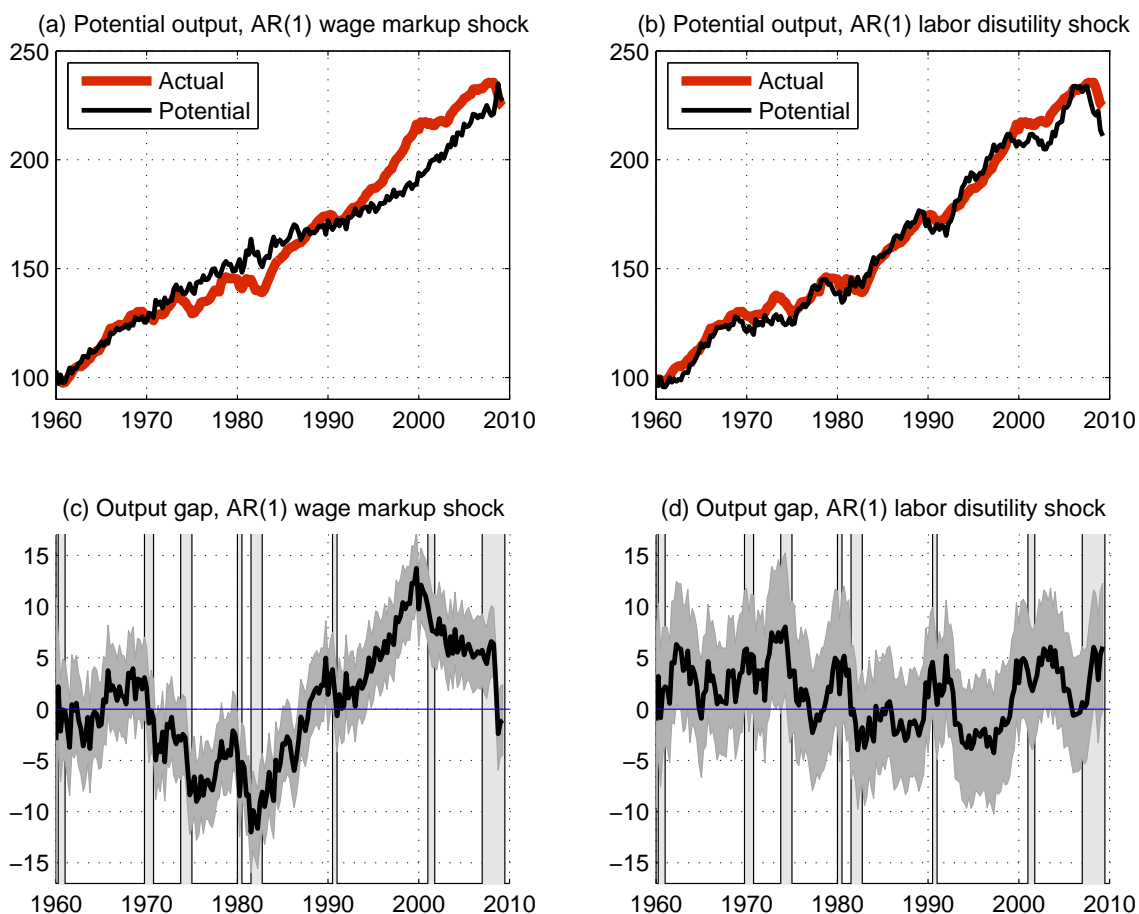 (a) Potential output, AR(1) wage markup shock
250
200
150
100
Actual
Potential
1960 1970 1980 1990 2000 2010
(b) Potential output, AR(1) labor disutility shock
250
200
150
100
Actual
Potential
1960 1970 1980 1990 2000 2010
(c) Output gap, AR(1) wage markup shock
15
10
5
0
−5
−10
−15
1960 1970 1980 1990 2000 2010
(d) Output gap, AR(1) labor disutility shock
15
10
5
0
−5
−10
−15
1960 1970 1980 1990 2000 2010